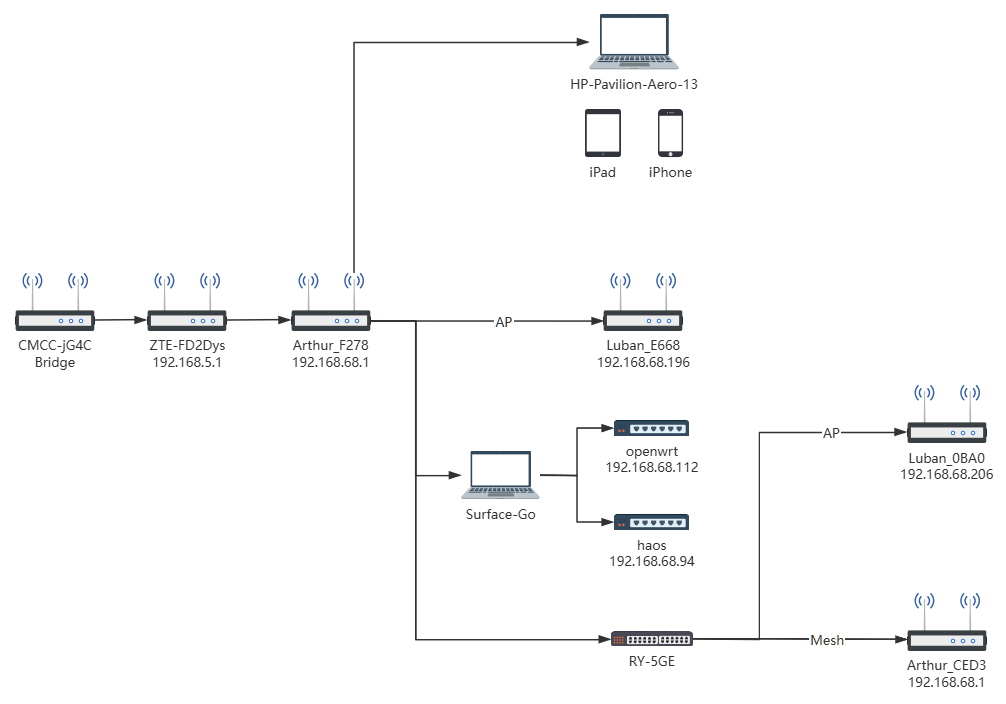 HP-Pavilion-Aero-13
iPad
iPhone
CMCC-jG4C
Bridge
ZTE-FD2Dys
192.168.5.1
Arthur_F278
192.168.68.1
AP
Luban_E668
192.168.68.196
Surface-Go
openwrt
192.168.68.112
haos
192.168.68.94
AP
Luban_0BA0
192.168.68.206
RY-5GE
Mesh
Arthur_CED3
192.168.68.1